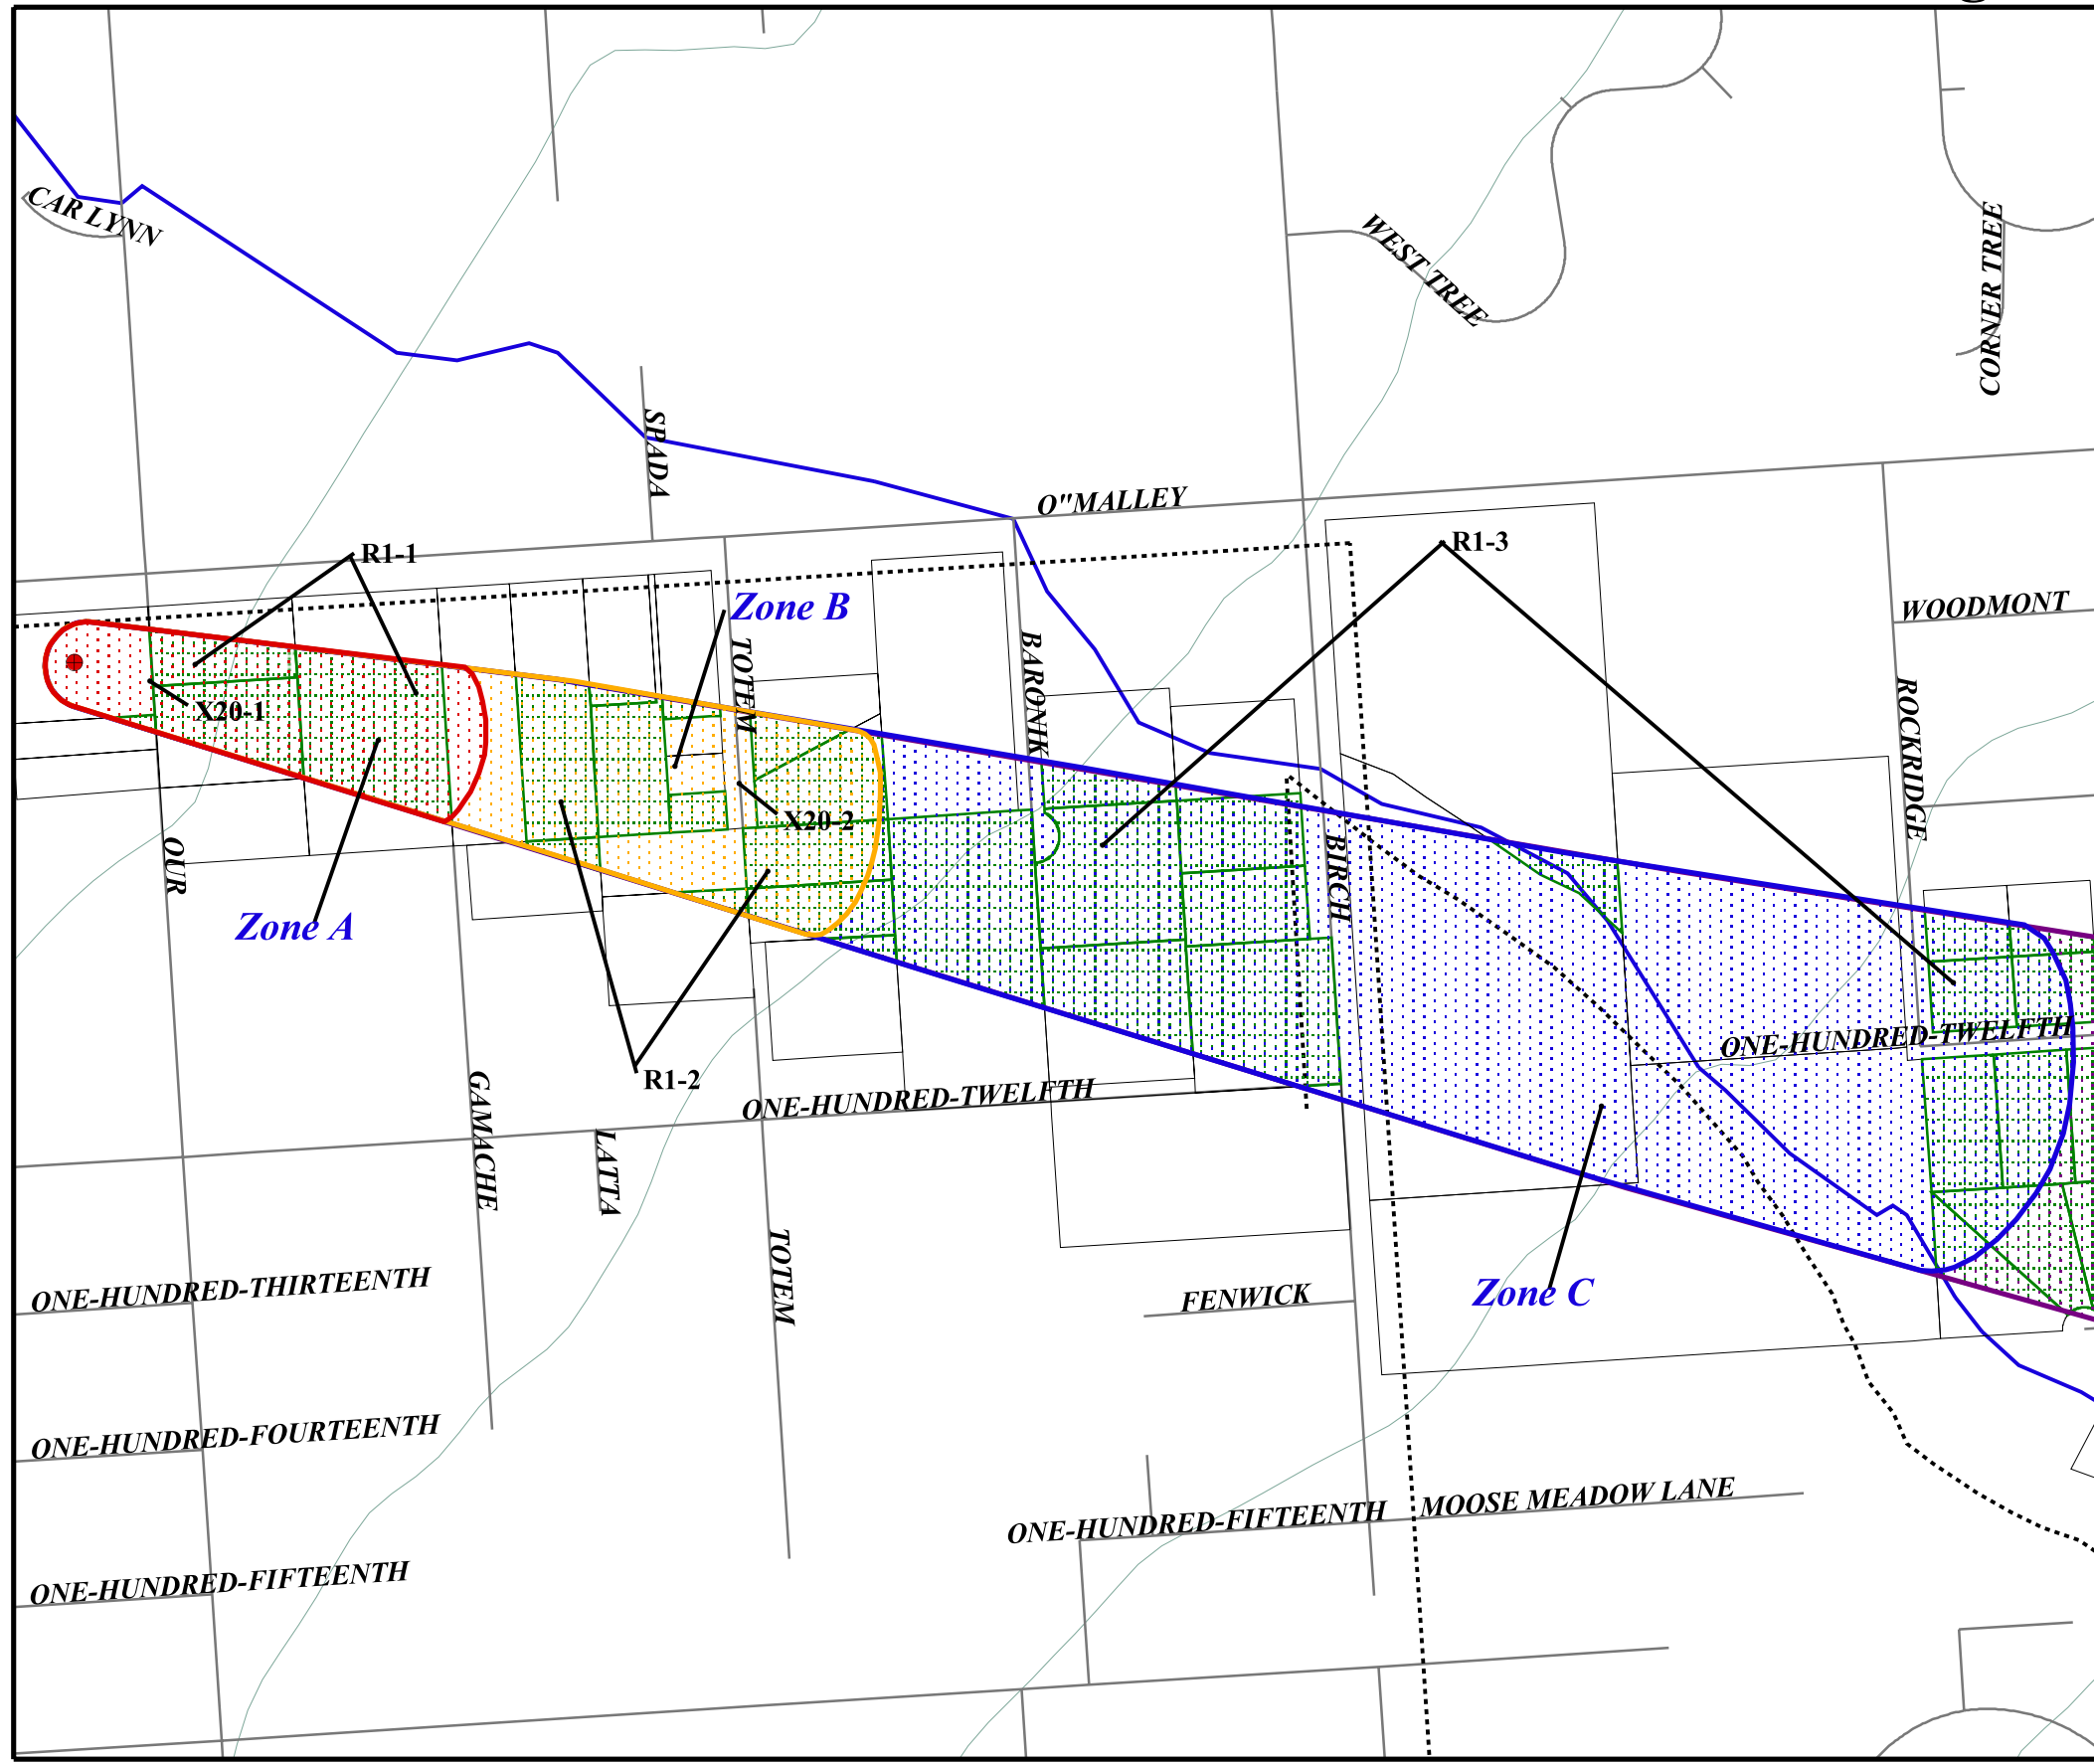 CAR LYNN
WEST TREE
CORNER TREE
SPADA
O"MALLEY
R1-1
R1-3
Zone B
WOODMONT
TOTEM
BARONIK
ROCKRIDGE
X20-1
X20-2
OUR
BIRCH
Zone A
ONE-HUNDRED-TWELFTH
R1-2
GAMACHE
ONE-HUNDRED-TWELFTH
LATTA
TOTEM
ONE-HUNDRED-THIRTEENTH
FENWICK
Zone C
ONE-HUNDRED-FOURTEENTH
ONE-HUNDRED-FIFTEENTH
MOOSE MEADOW LANE
ONE-HUNDRED-FIFTEENTH